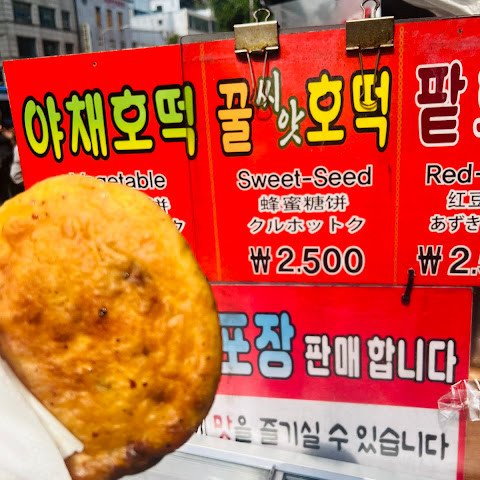 야채호떡
꿀씨앗호떡
팥
Sweet-Seed
蜂蜜糖饼
クルホットク
₩2.500
Red-
红豆
あずき
₩2.
포장 판매합니다
맛을 즐기실 수 있습니다